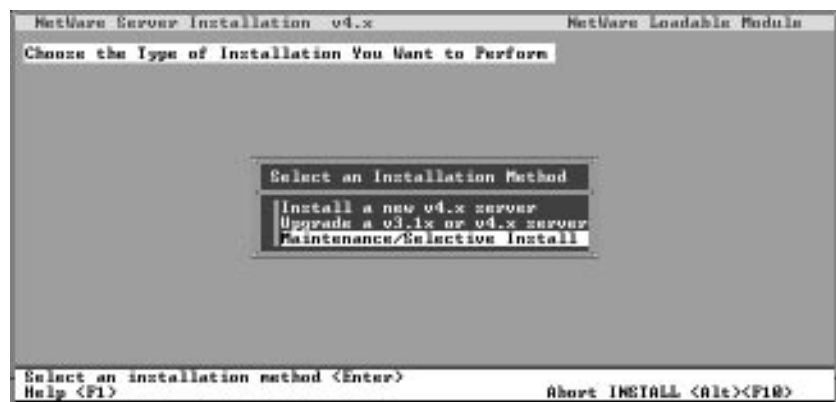 NetWare Server Installation v4.x NetWare Loadable Module
Choose the Type of Installation You Want to Perform
Select an Installation Method
Install a new v4.x server
Upgrade a v3.1x or v4.x server
Maintenance/Selective Install
Select an installation method <Enter>
Help <F1> Abort INSTALL <Alt><F10>